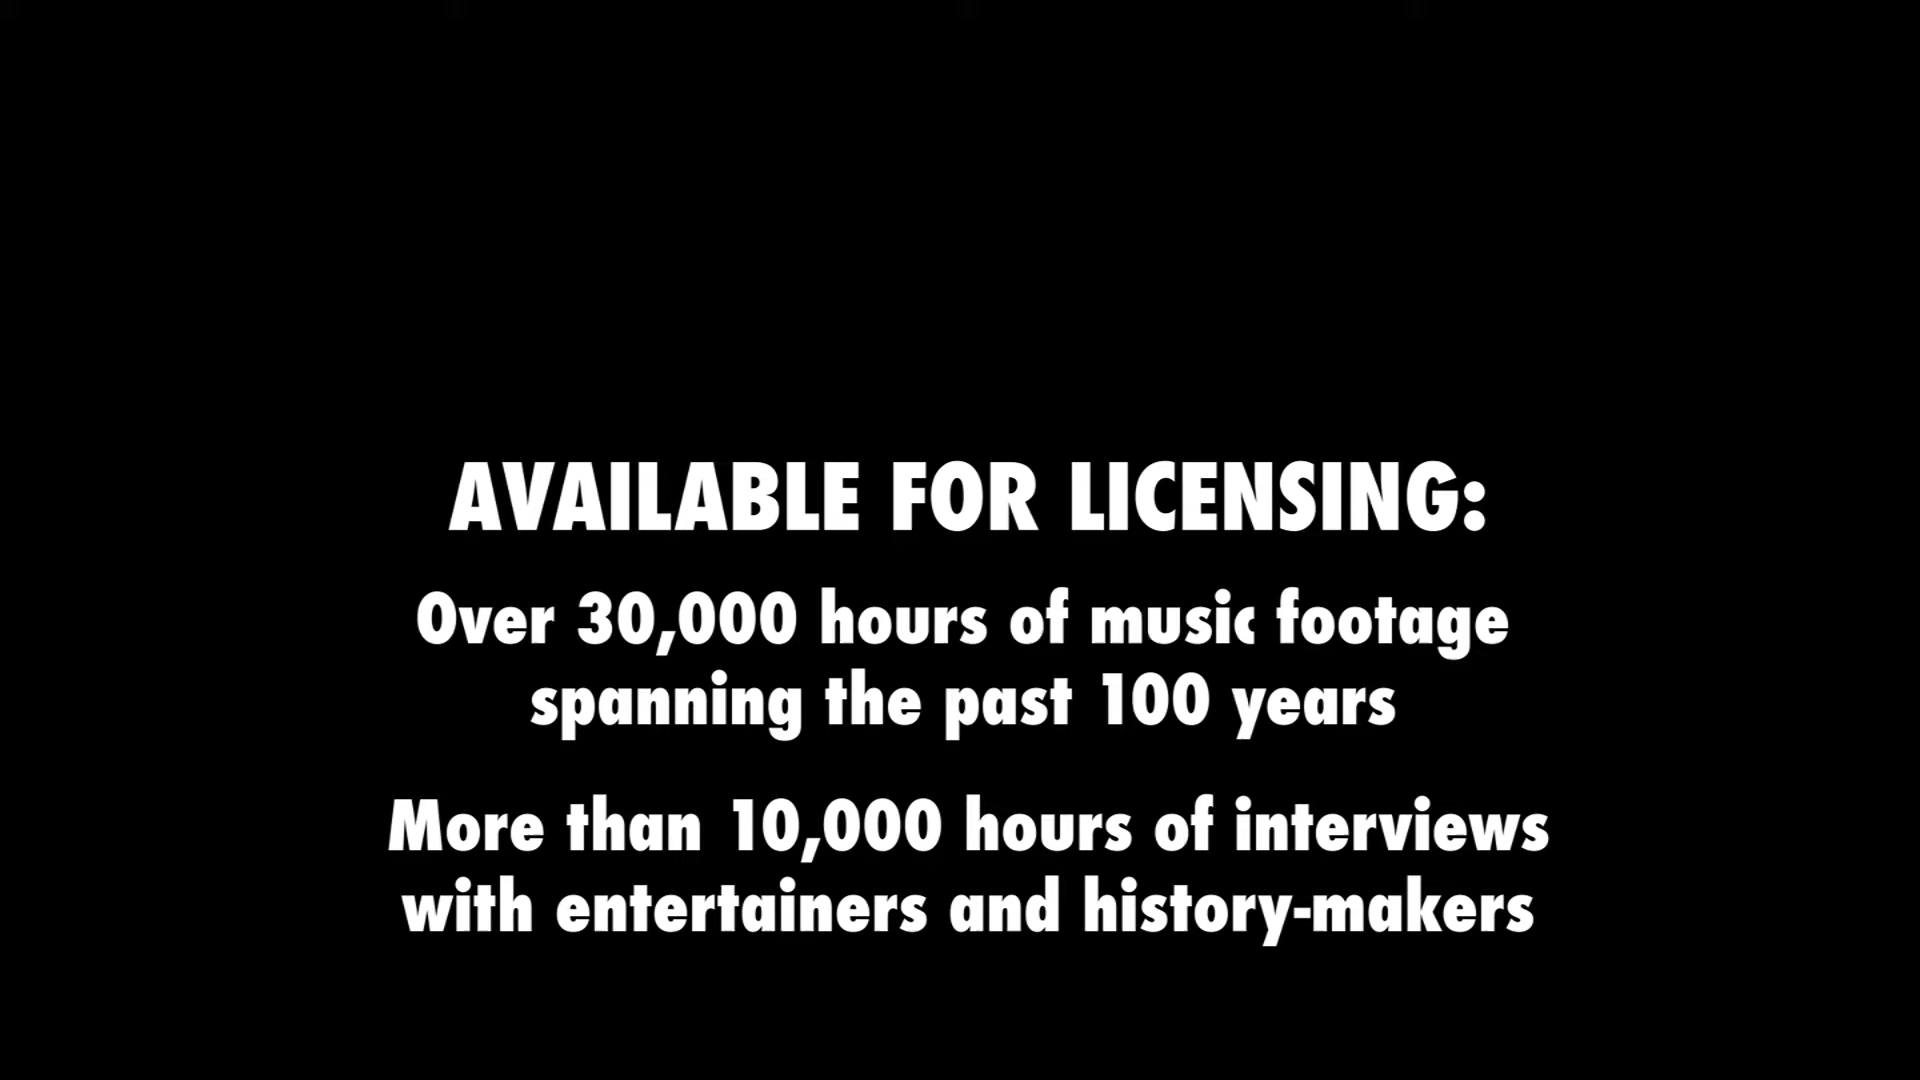 AVAILABLE FOR LICENSING:
Over 30,000 hours of music footage
spanning the past 100 years
More than 10,000 hours of interviews
with entertainers and history-makers